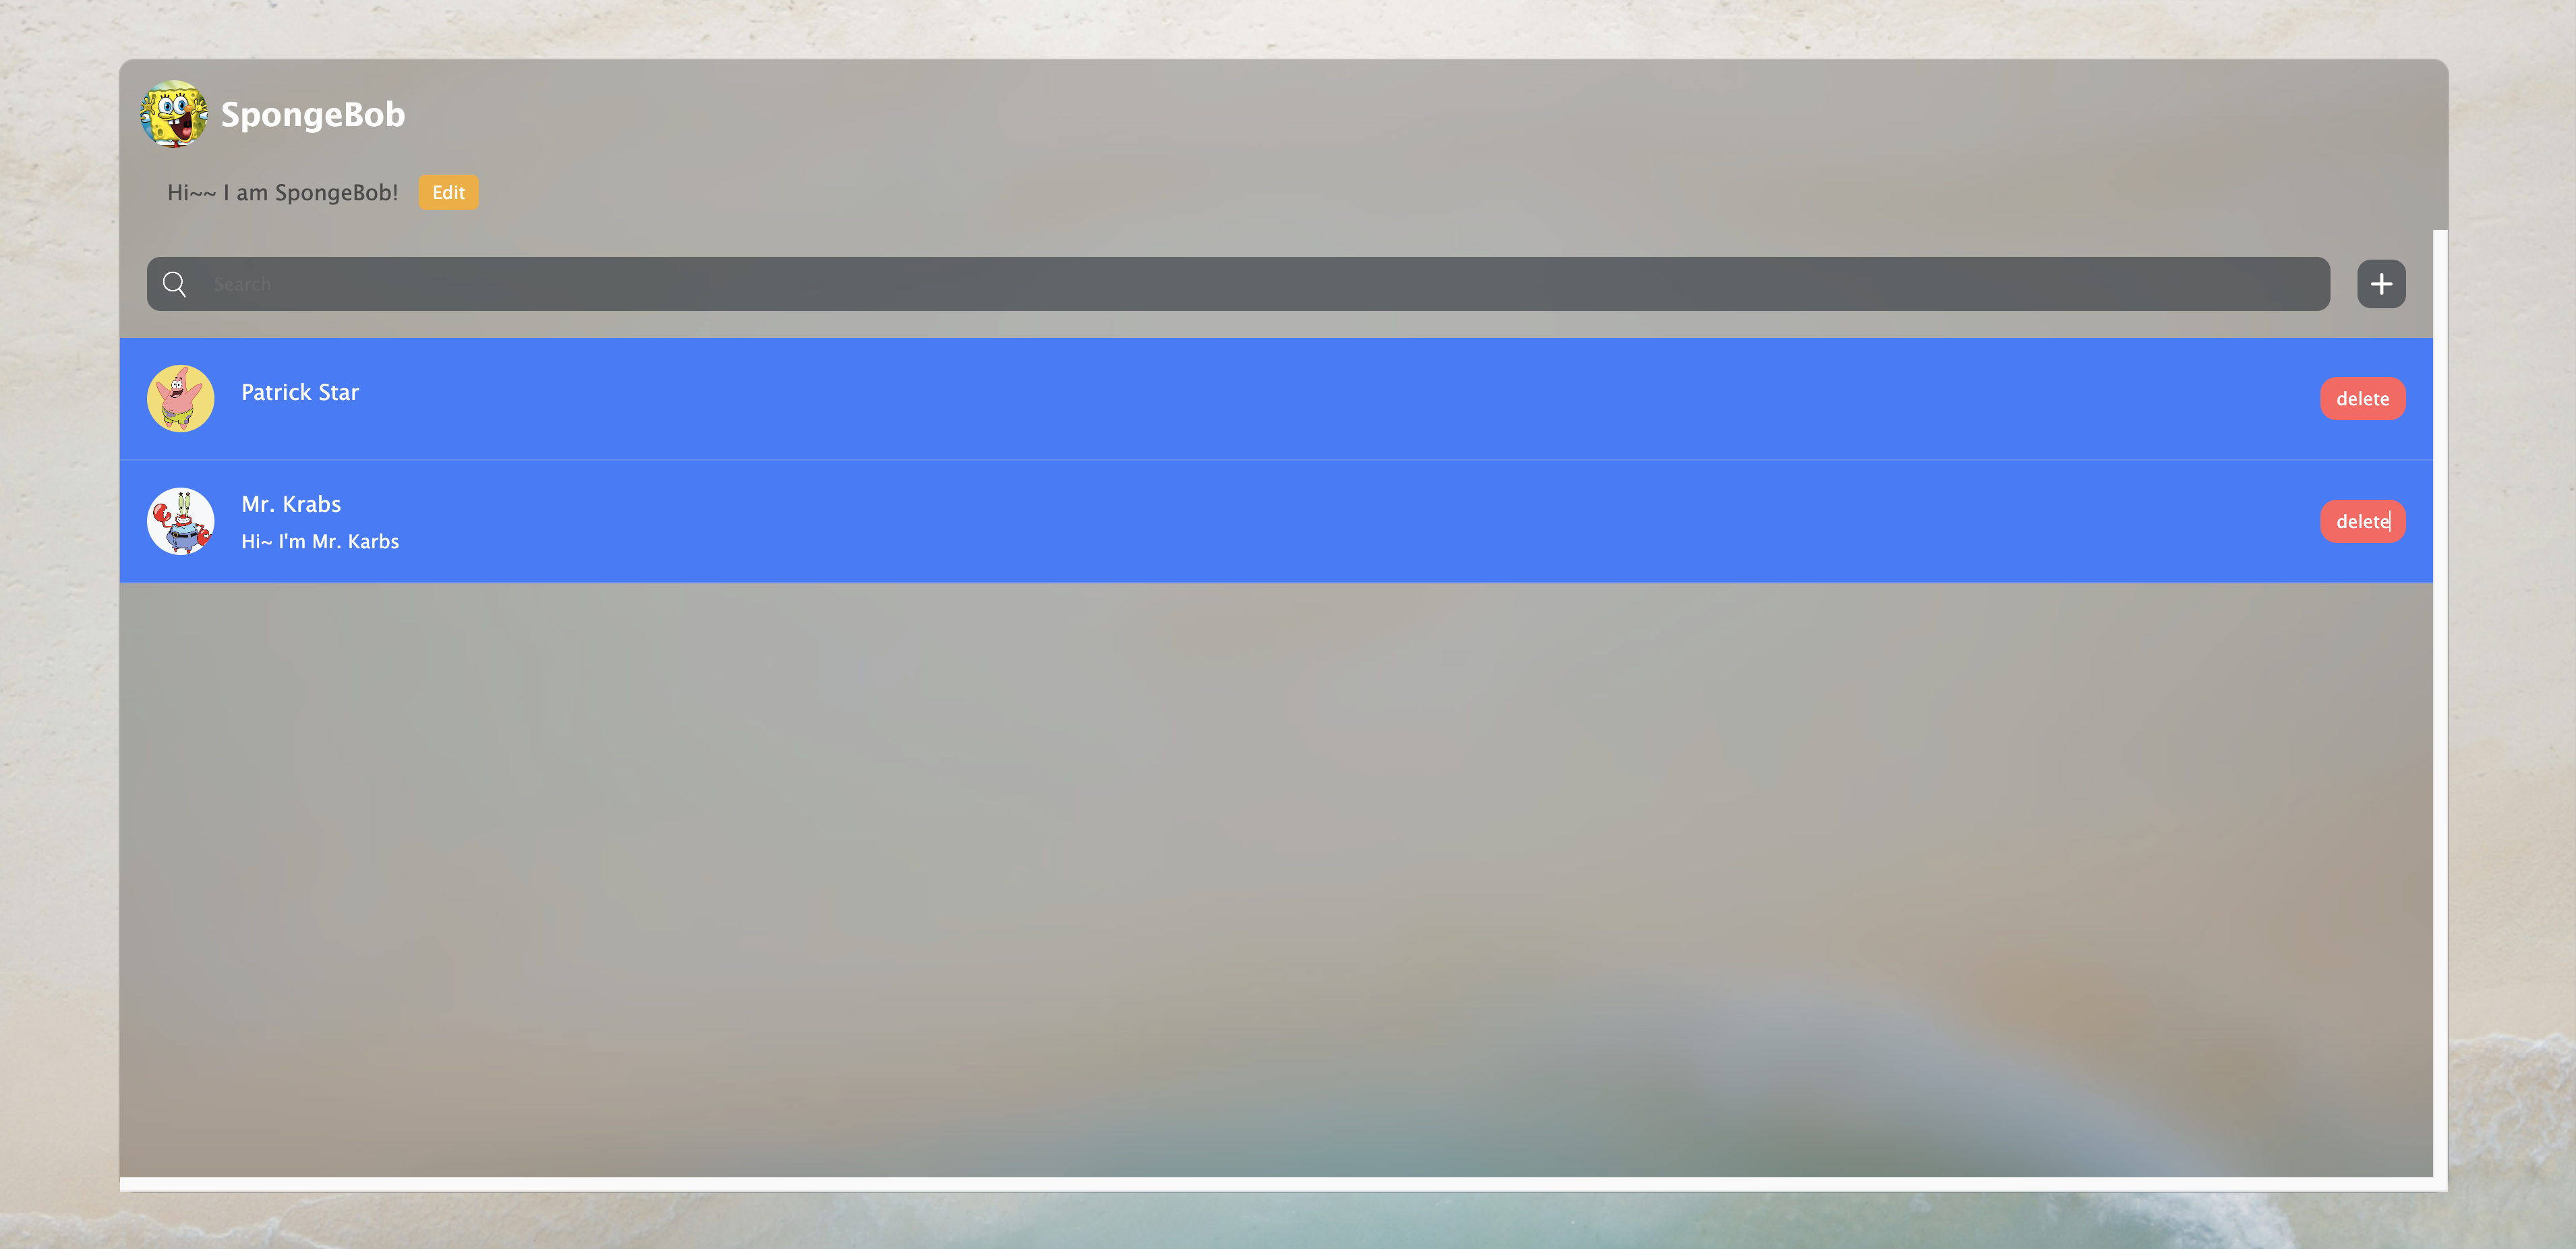 SpongeBob
Hi~~ I am SpongeBob!
Edit
Search
Patrick Star
delete
Mr. Krabs
Hi~ I'm Mr. Karbs
delete